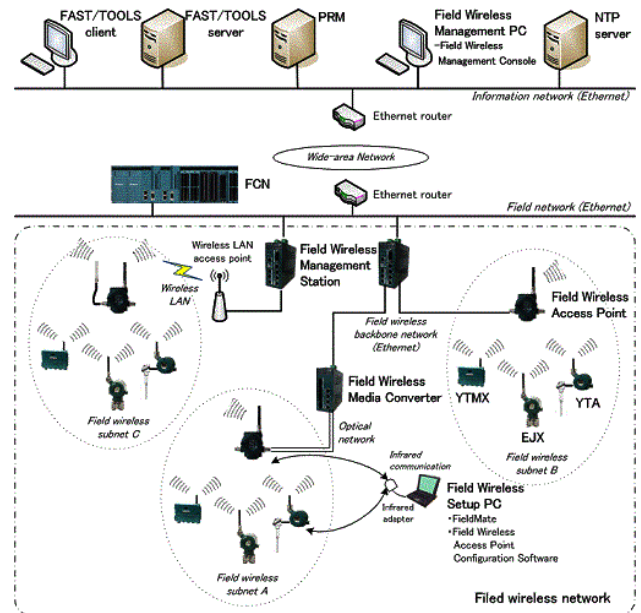 FAST/TOOLS
client
FAST/TOOLS
server
PRM
Field Wireless
Management PC
-Field Wireless
Management Console
NTP
server
Information network (Ethernet)
Ethernet router
Wide-area Network
FCN
Ethernet router
Field network (Ethernet)
Wireless LAN
access point
Wireless
LAN
Field Wireless
Management
Station
Field Wireless
Access Point
Field wireless
backbone network
(Ethernet)
Field Wireless
Media Converter
YTMX
EJX
YTA
Field wireless
subnet C
Field wireless
subnet B
Optical
network
Infrared
communication
Infrared
adapter
Field Wireless
Setup PC
・FieldMate
・Field Wireless
Access Point
Configuration Software
Field wireless
subnet A
Filed wireless network